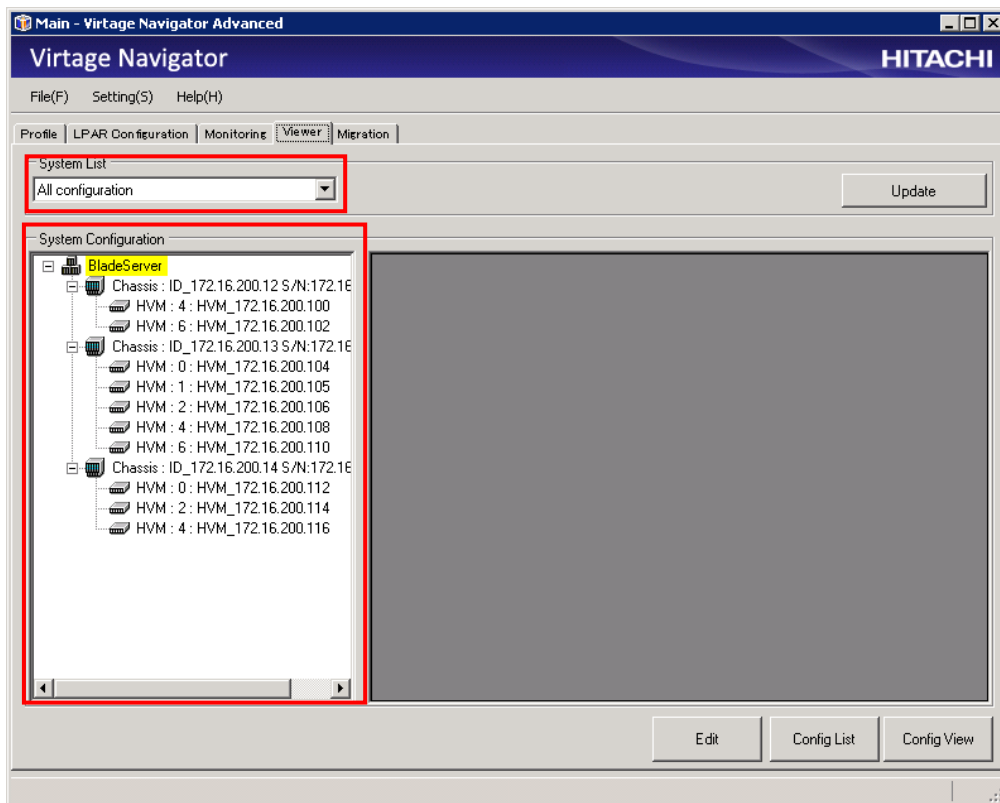 Main - Virtage Navigator Advanced
Virtage Navigator HITACHI
File(F) Setting(S) Help(H)
Profile LPAR Configuration Monitoring Viewer Migration
System List
All configuration Update
System Configuration
BladeServer
Chassis : ID_172.16.200.12 S/N:172.16
HVM : 4 : HVM_172.16.200.100
HVM : 6 : HVM_172.16.200.102
Chassis : ID_172.16.200.13 S/N:172.16
HVM : 0 : HVM_172.16.200.104
HVM : 1 : HVM_172.16.200.105
HVM : 2 : HVM_172.16.200.106
HVM : 4 : HVM_172.16.200.108
HVM : 6 : HVM_172.16.200.110
Chassis : ID_172.16.200.14 S/N:172.16
HVM : 0 : HVM_172.16.200.112
HVM : 2 : HVM_172.16.200.114
HVM : 4 : HVM_172.16.200.116
Edit Config List Config View